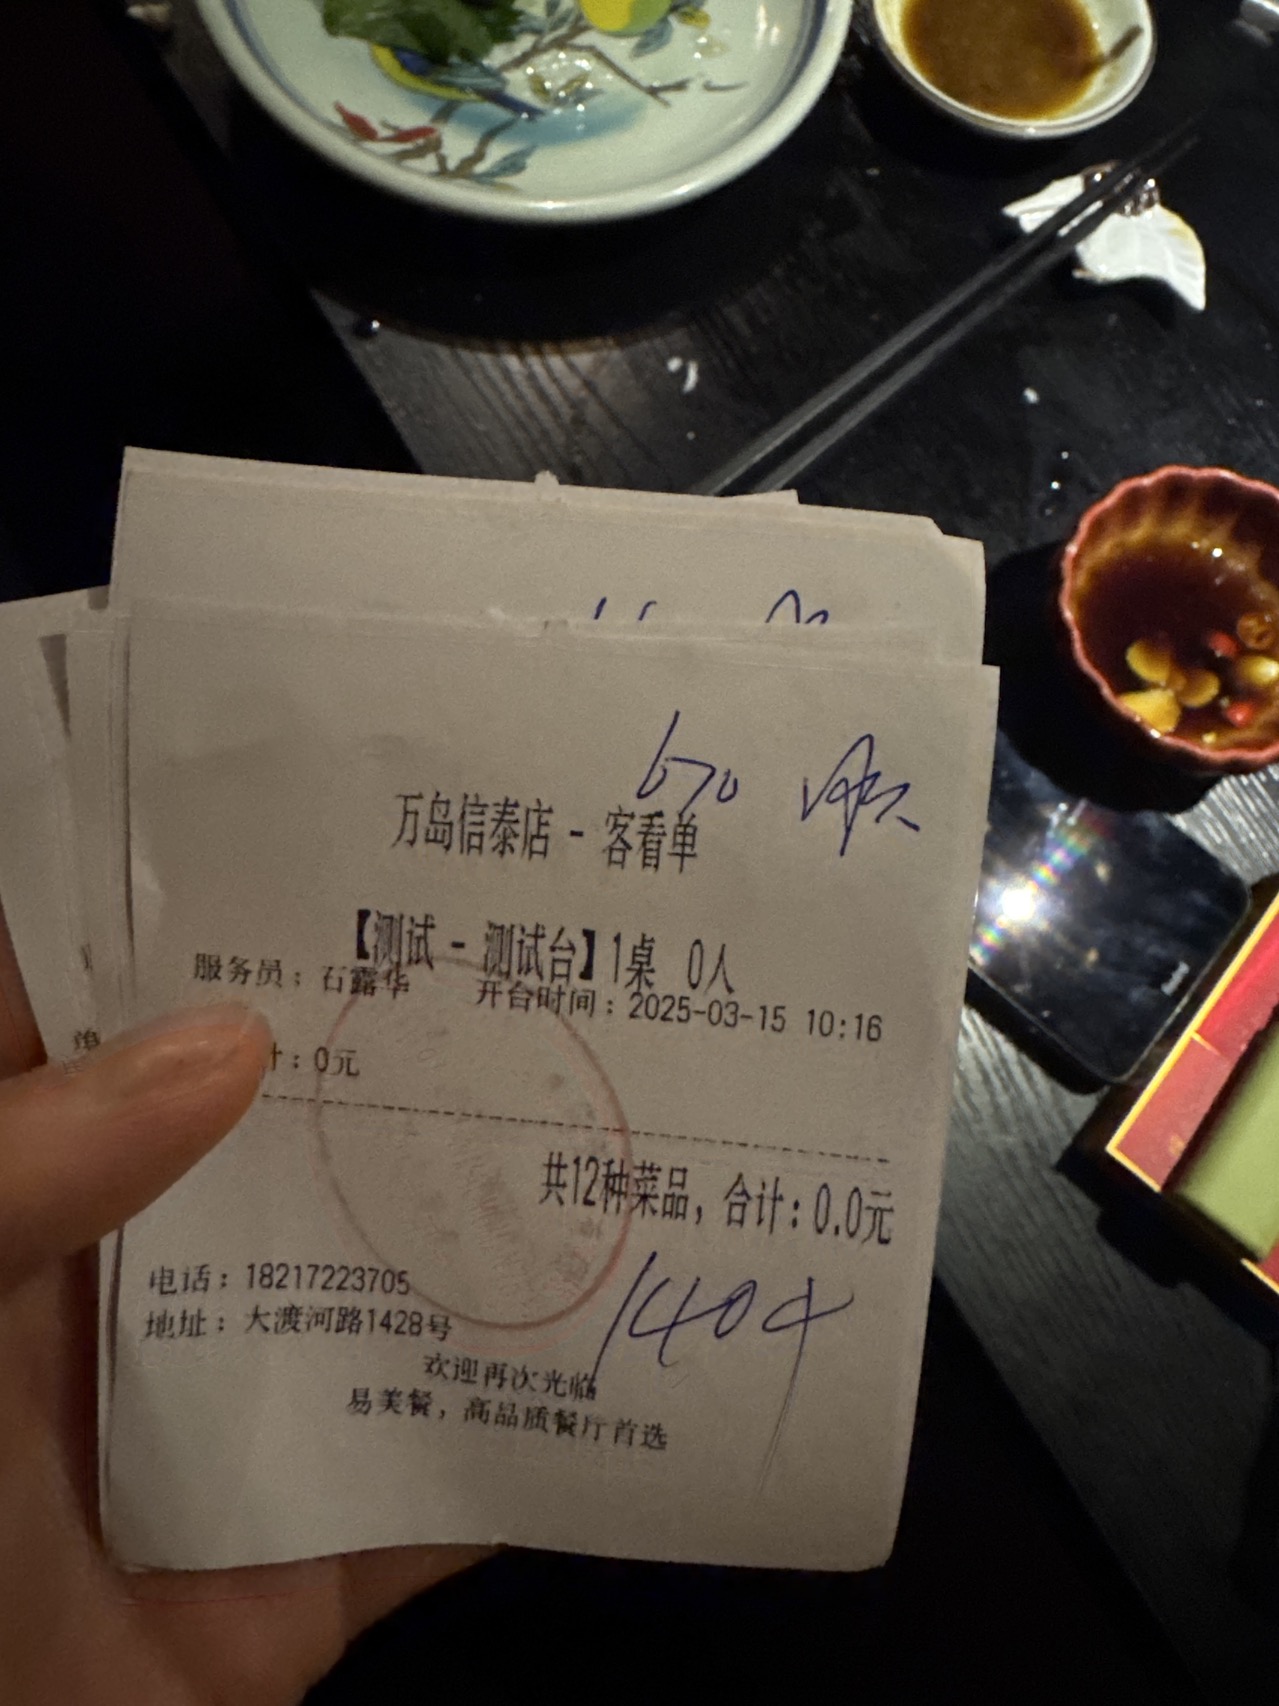 670
万岛信泰店 - 客看单
【测试 - 测试台】1桌 0人
服务员：石露华 开台时间：2025-03-15 10:16
计：0元
共12种菜品，合计：0.0元
1404
电话：18217223705
地址：大渡河路1428号
欢迎再次光临
易美餐，高品质餐厅首选